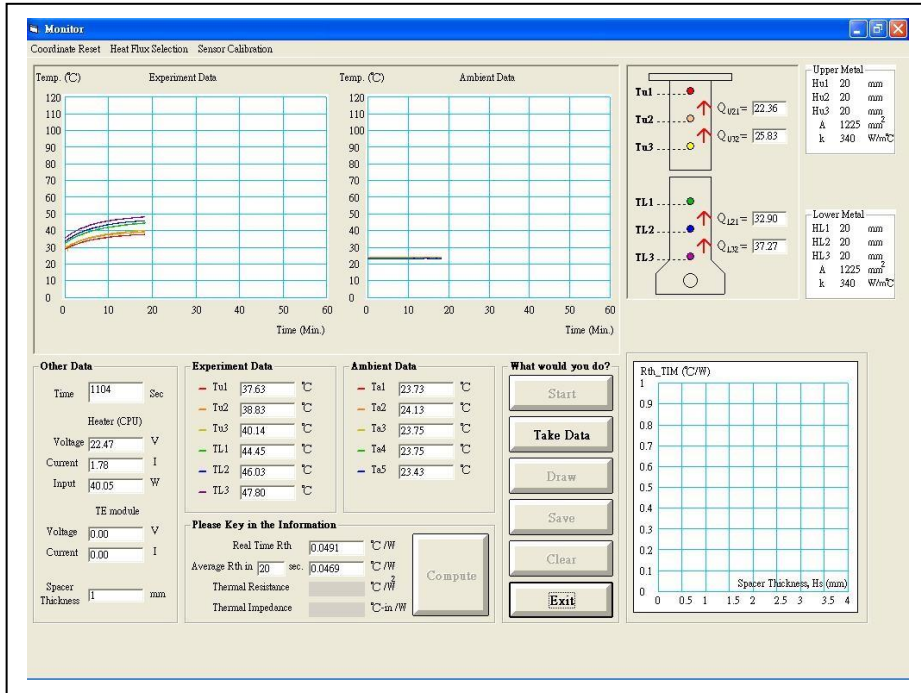 Monitor
Coordinate Reset Heat Flux Selection Sensor Calibration
Temp. (℃) Experiment Data
120
110
100
90
80
70
60
50
40
30
20
10
0
0 10 20 30 40 50 60
Time (Min.)
Temp. (℃) Ambient Data
120
110
100
90
80
70
60
50
40
30
20
10
0
0 10 20 30 40 50 60
Time (Min.)
Tu1
Tu2
Tu3
TL1
TL2
TL3
QU21= 22.36
QU32= 25.83
QL21= 32.90
QL32= 37.27
Upper Metal
Hu1 20 mm
Hu2 20 mm
Hu3 20 mm
A 1225 mm2
k 340 W/m℃
Lower Metal
HL1 20 mm
HL2 20 mm
HL3 20 mm
A 1225 mm2
k 340 W/m℃
Other Data
Time 1104 Sec
Heater (CPU)
Voltage 22.47 V
Current 1.78 I
Input 40.05 W
TE module
Voltage 0.00 V
Current 0.00 I
Spacer
Thickness 1 mm
Experiment Data
Tu1 37.63 ℃
Tu2 38.83 ℃
Tu3 40.14 ℃
TL1 44.45 ℃
TL2 46.03 ℃
TL3 47.80 ℃
Ambient Data
Ta1 23.73 ℃
Ta2 24.13 ℃
Ta3 23.75 ℃
Ta4 23.75 ℃
Ta5 23.43 ℃
Please Key in the Information
Real Time Rth 0.0491 ℃/W
Average Rth in 20 sec. 0.0469 ℃/W
Thermal Resistance ℃/W
Thermal Impedance ℃-in2/W
Compute
What would you do?
Start
Take Data
Draw
Save
Clear
Exit
Rth_TIM (℃/W)
1
0.9
0.8
0.7
0.6
0.5
0.4
0.3
0.2
0.1
0
Spacer Thickness, Hs (mm)
0 0.5 1 1.5 2 2.5 3 3.5 4